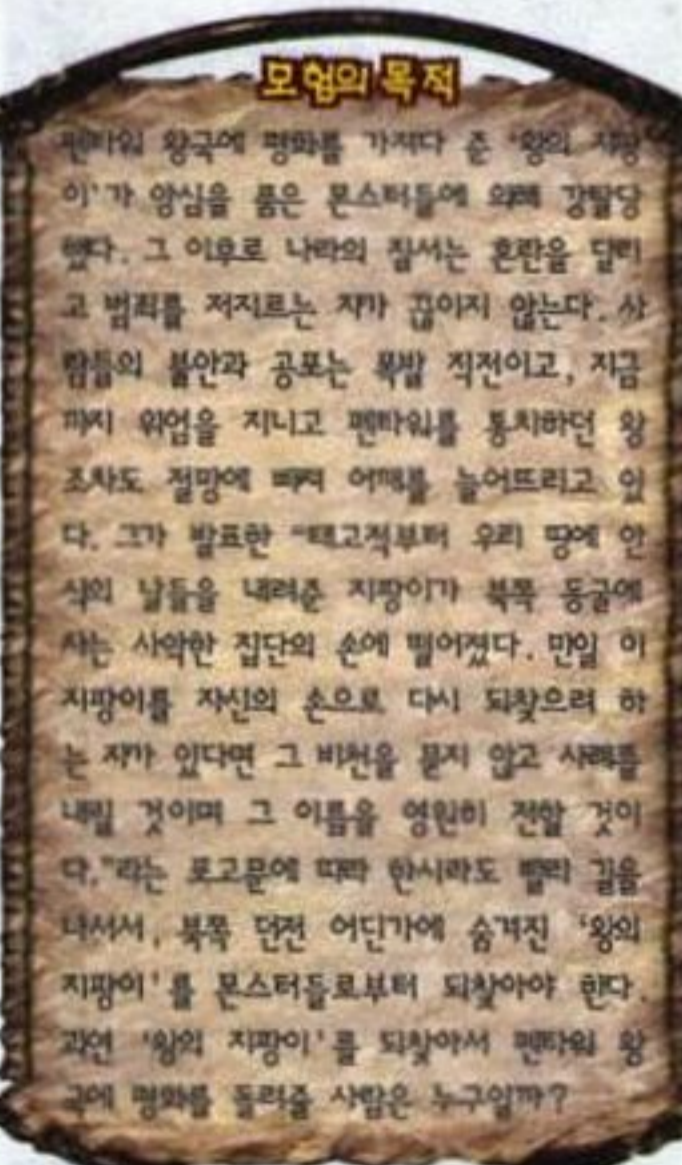 모험의 목적
펜타워 왕국에 평화를 가져다 준 '왕의 지팡
이'가 앙심을 품은 몬스터들에 의해 강탈당
했다. 그 이후로 나라의 질서는 혼란을 달리
고 범죄를 저지르는 자가 끊이지 않는다. 사
람들의 불안과 공포는 폭발 직전이고, 지금
까지 위엄을 지니고 펜타워를 통치하던 왕
조차도 절망에 빠져 어깨를 늘어뜨리고 있
다. 그가 발표한 "태고적부터 우리 땅에 안
식의 날들을 내려준 지팡이가 북쪽 동굴에
사는 사악한 집단의 손에 떨어졌다. 만일 이
지팡이를 자신의 손으로 다시 되찾으려 하
는 자가 있다면 그 비천을 묻지 않고 사례를
내릴 것이며 그 이름을 영원히 전할 것이
다."라는 포고문에 따라 한시라도 빨리 길을
나서서, 북쪽 던전 어딘가에 숨겨진 '왕의
지팡이'를 몬스터들로부터 되찾아야 한다.
과연 '왕의 지팡이'를 되찾아서 펜타워 왕
국에 평화를 돌려줄 사람은 누구일까?